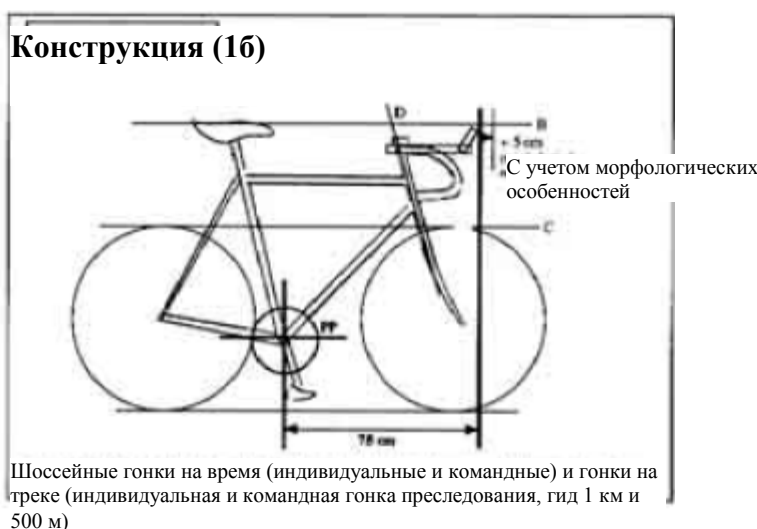 Конструкция (1б)
D
B
+ 5 cm
С учетом морфологических
особенностей
C
PP
75 cm
Шоссейные гонки на время (индивидуальные и командные) и гонки на
треке (индивидуальная и командная гонка преследования, гид 1 км и
500 м)